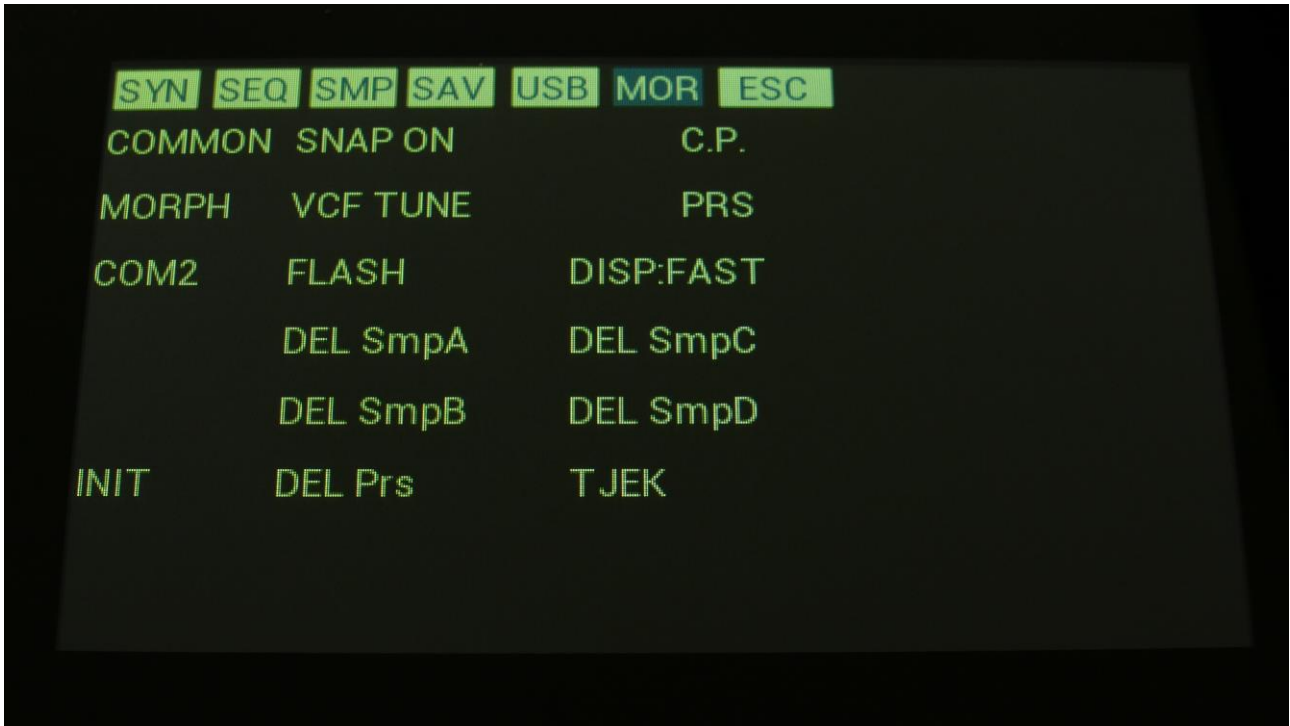 SYN SEQ SMP SAV USB MOR ESC
COMMON SNAP ON C.P.
MORPH VCF TUNE PRS
COM2 FLASH DISP:FAST
DEL SmpA DEL SmpC
DEL SmpB DEL SmpD
INIT DEL Prs TJEK